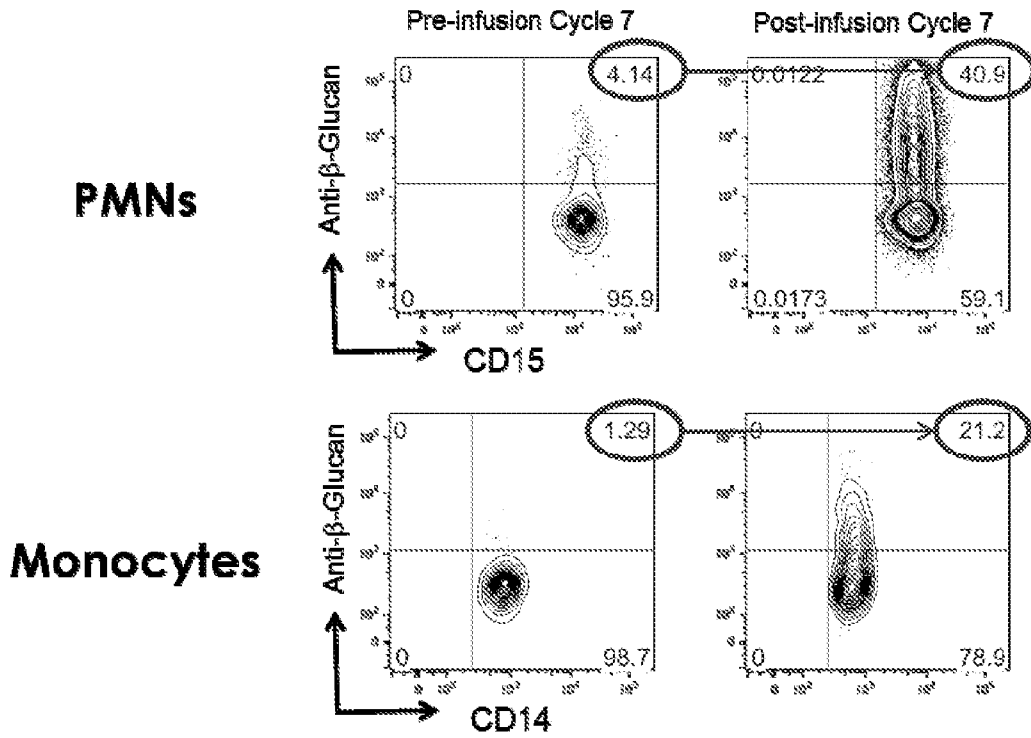 Pre-infusion Cycle 7
Post-infusion Cycle 7
PMNs
Anti-β-Glucan
0
4.14
0
95.9
0.0122
40.9
0.0173
59.1
CD15
Monocytes
Anti-β-Glucan
0
1.29
0
98.7
0
21.2
0
78.9
CD14